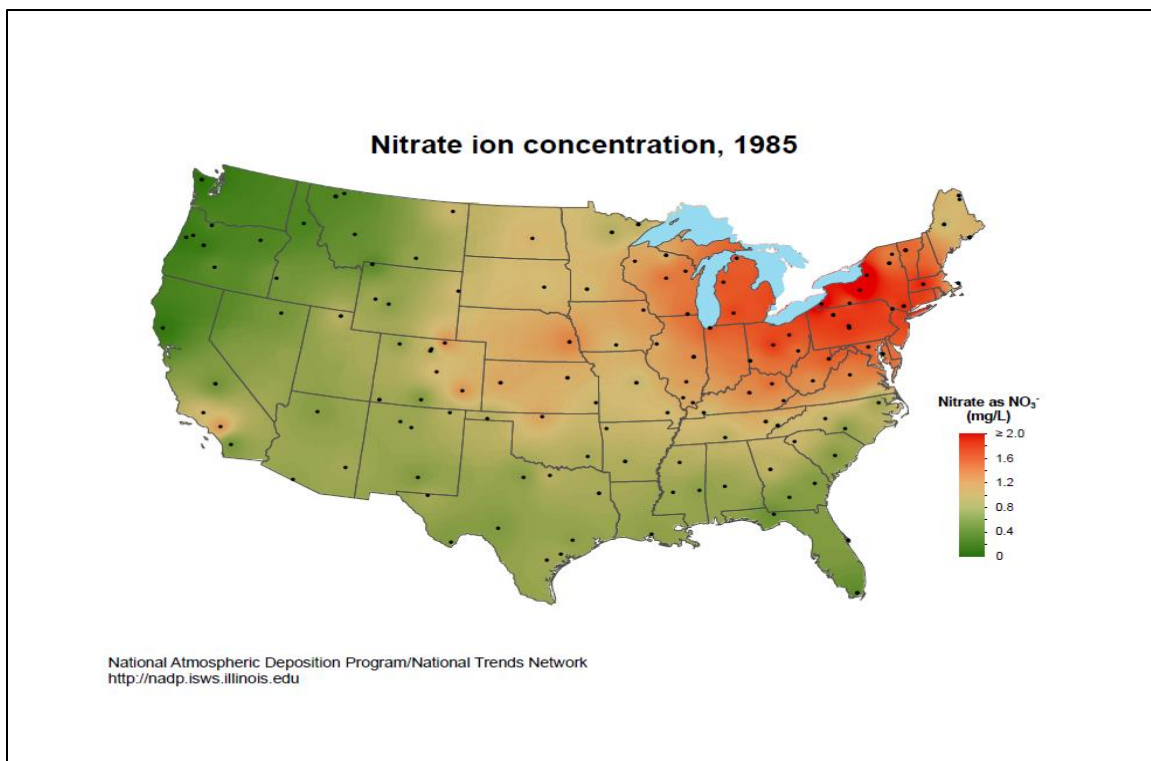 Nitrate ion concentration, 1985
Nitrate as NO₃⁻
(mg/L)
≥ 2.0
1.6
1.2
0.8
0.4
0
National Atmospheric Deposition Program/National Trends Network
http://nadp.isws.illinois.edu